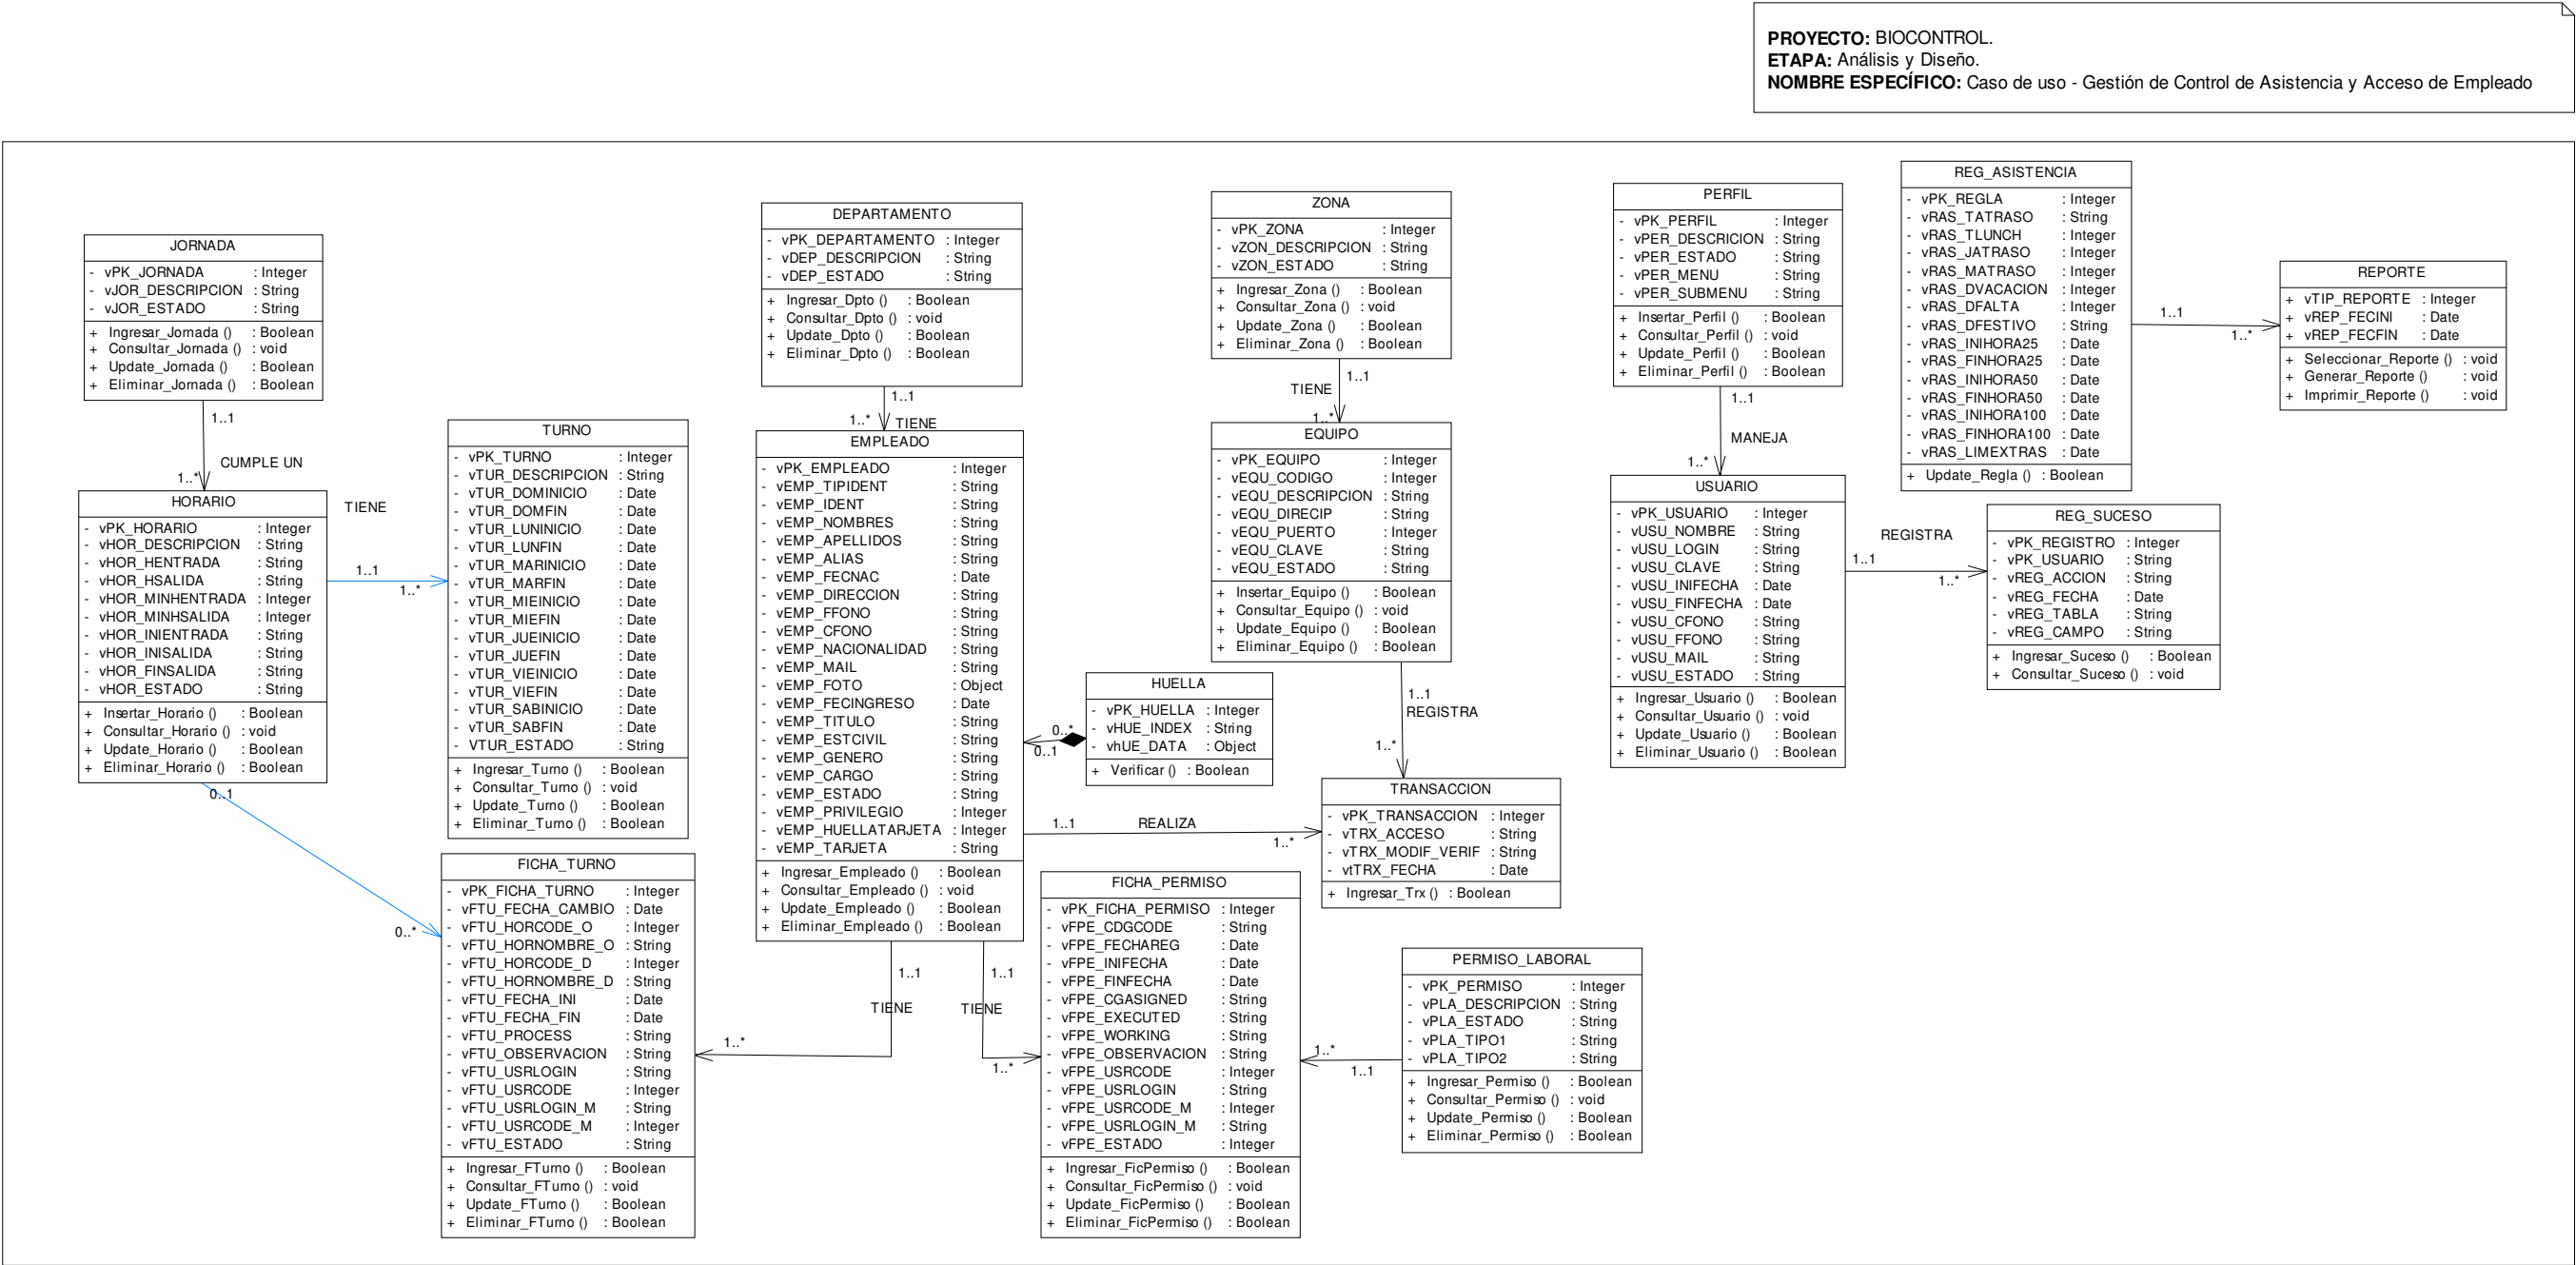 PROYECTO: BIOCONTROL.
ETAPA: Análisis y Diseño.
NOMBRE ESPECÍFICO: Caso de uso - Gestión de Control de Asistencia y Acceso de Empleado
JORNADA
- vPK_JORNADA : Integer
- vJOR_DESCRIPCION : String
- vJOR_ESTADO : String
+ Ingresar_Jornada () : Boolean
+ Consultar_Jornada () : void
+ Update_Jornada () : Boolean
+ Eliminar_Jornada () : Boolean
1..1
CUMPLE UN
1..*
HORARIO
- vPK_HORARIO : Integer
- vHOR_DESCRIPCION : String
- vHOR_HENTRADA : String
- vHOR_HSALIDA : String
- vHOR_MINHENTRADA : Integer
- vHOR_MINHSALIDA : Integer
- vHOR_INIENTRADA : String
- vHOR_INISALIDA : String
- vHOR_FINSALIDA : String
- vHOR_ESTADO : String
+ Insertar_Horario () : Boolean
+ Consultar_Horario () : void
+ Update_Horario () : Boolean
+ Eliminar_Horario () : Boolean
TIENE
1..1
1..*
0..1
0..*
TURNO
- vPK_TURNO : Integer
- vTUR_DESCRIPCION : String
- vTUR_DOMINICIO : Date
- vTUR_DOMFIN : Date
- vTUR_LUNINICIO : Date
- vTUR_LUNFIN : Date
- vTUR_MARINICIO : Date
- vTUR_MARFIN : Date
- vTUR_MIEINICIO : Date
- vTUR_MIEFIN : Date
- vTUR_JUEINICIO : Date
- vTUR_JUEFIN : Date
- vTUR_VIEINICIO : Date
- vTUR_VIEFIN : Date
- vTUR_SABINICIO : Date
- vTUR_SABFIN : Date
- VTUR_ESTADO : String
+ Ingresar_Turno () : Boolean
+ Consultar_Turno () : void
+ Update_Turno () : Boolean
+ Eliminar_Turno () : Boolean
FICHA_TURNO
- vPK_FICHA_TURNO : Integer
- vFTU_FECHA_CAMBIO : Date
- vFTU_HORCODE_O : Integer
- vFTU_HORNOMBRE_O : String
- vFTU_HORCODE_D : Integer
- vFTU_HORNOMBRE_D : String
- vFTU_FECHA_INI : Date
- vFTU_FECHA_FIN : Date
- vFTU_PROCESS : String
- vFTU_OBSERVACION : String
- vFTU_USRLOGIN : String
- vFTU_USRCODE : Integer
- vFTU_USRLOGIN_M : String
- vFTU_USRCODE_M : Integer
- vFTU_ESTADO : String
+ Ingresar_FTurno () : Boolean
+ Consultar_FTurno () : void
+ Update_FTurno () : Boolean
+ Eliminar_FTurno () : Boolean
DEPARTAMENTO
- vPK_DEPARTAMENTO : Integer
- vDEP_DESCRIPCION : String
- vDEP_ESTADO : String
+ Ingresar_Dpto () : Boolean
+ Consultar_Dpto () : void
+ Update_Dpto () : Boolean
+ Eliminar_Dpto () : Boolean
1..1
1..* TIENE
EMPLEADO
- vPK_EMPLEADO : Integer
- vEMP_TIPIDENT : String
- vEMP_IDENT : String
- vEMP_NOMBRES : String
- vEMP_APELLIDOS : String
- vEMP_ALIAS : String
- vEMP_FECNAC : Date
- vEMP_DIRECCION : String
- vEMP_FFONO : String
- vEMP_CFONO : String
- vEMP_NACIONALIDAD : String
- vEMP_MAIL : String
- vEMP_FOTO : Object
- vEMP_FECINGRESO : Date
- vEMP_TITULO : String
- vEMP_ESTCIVIL : String
- vEMP_GENERO : String
- vEMP_CARGO : String
- vEMP_ESTADO : String
- vEMP_PRIVILEGIO : Integer
- vEMP_HUELLATARJETA : Integer
- vEMP_TARJETA : String
+ Ingresar_Empleado () : Boolean
+ Consultar_Empleado () : void
+ Update_Empleado () : Boolean
+ Eliminar_Empleado () : Boolean
1..1
TIENE
1..*
1..1
TIENE
1..*
0..*
0..1
HUELLA
- vPK_HUELLA : Integer
- vHUE_INDEX : String
- vhUE_DATA : Object
+ Verificar () : Boolean
1..1
REALIZA
1..*
ZONA
- vPK_ZONA : Integer
- vZON_DESCRIPCION : String
- vZON_ESTADO : String
+ Ingresar_Zona () : Boolean
+ Consultar_Zona () : void
+ Update_Zona () : Boolean
+ Eliminar_Zona () : Boolean
1..1
TIENE
1..*
EQUIPO
- vPK_EQUIPO : Integer
- vEQU_CODIGO : Integer
- vEQU_DESCRIPCION : String
- vEQU_DIRECIP : String
- vEQU_PUERTO : Integer
- vEQU_CLAVE : String
- vEQU_ESTADO : String
+ Insertar_Equipo () : Boolean
+ Consultar_Equipo () : void
+ Update_Equipo () : Boolean
+ Eliminar_Equipo () : Boolean
1..1
REGISTRA
1..*
TRANSACCION
- vPK_TRANSACCION : Integer
- vTRX_ACCESO : String
- vTRX_MODIF_VERIF : String
- vtTRX_FECHA : Date
+ Ingresar_Trx () : Boolean
FICHA_PERMISO
- vPK_FICHA_PERMISO : Integer
- vFPE_CDGCODE : String
- vFPE_FECHAREG : Date
- vFPE_INIFECHA : Date
- vFPE_FINFECHA : Date
- vFPE_CGASIGNED : String
- vFPE_EXECUTED : String
- vFPE_WORKING : String
- vFPE_OBSERVACION : String
- vFPE_USRCODE : Integer
- vFPE_USRLOGIN : String
- vFPE_USRCODE_M : Integer
- vFPE_USRLOGIN_M : String
- vFPE_ESTADO : Integer
+ Ingresar_FicPermiso () : Boolean
+ Consultar_FicPermiso () : void
+ Update_FicPermiso () : Boolean
+ Eliminar_FicPermiso () : Boolean
1..*
1..1
PERMISO_LABORAL
- vPK_PERMISO : Integer
- vPLA_DESCRIPCION : String
- vPLA_ESTADO : String
- vPLA_TIPO1 : String
- vPLA_TIPO2 : String
+ Ingresar_Permiso () : Boolean
+ Consultar_Permiso () : void
+ Update_Permiso () : Boolean
+ Eliminar_Permiso () : Boolean
PERFIL
- vPK_PERFIL : Integer
- vPER_DESCRICION : String
- vPER_ESTADO : String
- vPER_MENU : String
- vPER_SUBMENU : String
+ Insertar_Perfil () : Boolean
+ Consultar_Perfil () : void
+ Update_Perfil () : Boolean
+ Eliminar_Perfil () : Boolean
1..1
MANEJA
1..*
USUARIO
- vPK_USUARIO : Integer
- vUSU_NOMBRE : String
- vUSU_LOGIN : String
- vUSU_CLAVE : String
- vUSU_INIFECHA : Date
- vUSU_FINFECHA : Date
- vUSU_CFONO : String
- vUSU_FFONO : String
- vUSU_MAIL : String
- vUSU_ESTADO : String
+ Ingresar_Usuario () : Boolean
+ Consultar_Usuario () : void
+ Update_Usuario () : Boolean
+ Eliminar_Usuario () : Boolean
REGISTRA
1..1
1..*
REG_ASISTENCIA
- vPK_REGLA : Integer
- vRAS_TATRASO : String
- vRAS_TLUNCH : Integer
- vRAS_JATRASO : Integer
- vRAS_MATRASO : Integer
- vRAS_DVACACION : Integer
- vRAS_DFALTA : Integer
- vRAS_DFESTIVO : String
- vRAS_INIHORA25 : Date
- vRAS_FINHORA25 : Date
- vRAS_INIHORA50 : Date
- vRAS_FINHORA50 : Date
- vRAS_INIHORA100 : Date
- vRAS_FINHORA100 : Date
- vRAS_LIMEXTRAS : Date
+ Update_Regla () : Boolean
1..1
1..*
REG_SUCESO
- vPK_REGISTRO : Integer
- vPK_USUARIO : String
- vREG_ACCION : String
- vREG_FECHA : Date
- vREG_TABLA : String
- vREG_CAMPO : String
+ Ingresar_Suceso () : Boolean
+ Consultar_Suceso () : void
REPORTE
+ vTIP_REPORTE : Integer
+ vREP_FECINI : Date
+ vREP_FECFIN : Date
+ Seleccionar_Reporte () : void
+ Generar_Reporte () : void
+ Imprimir_Reporte () : void